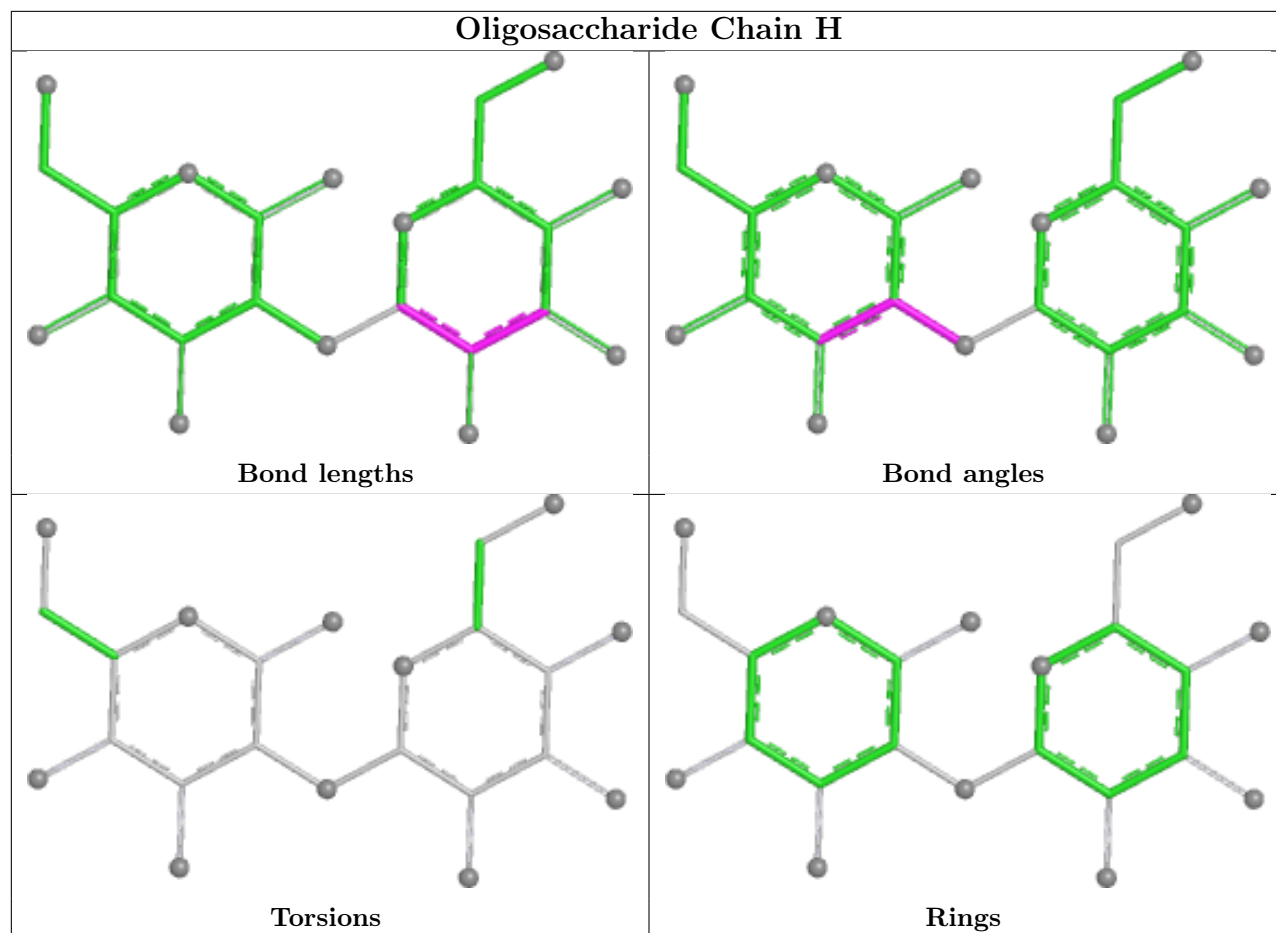 Oligosaccharide Chain H
Bond lengths
Bond angles
Torsions
Rings